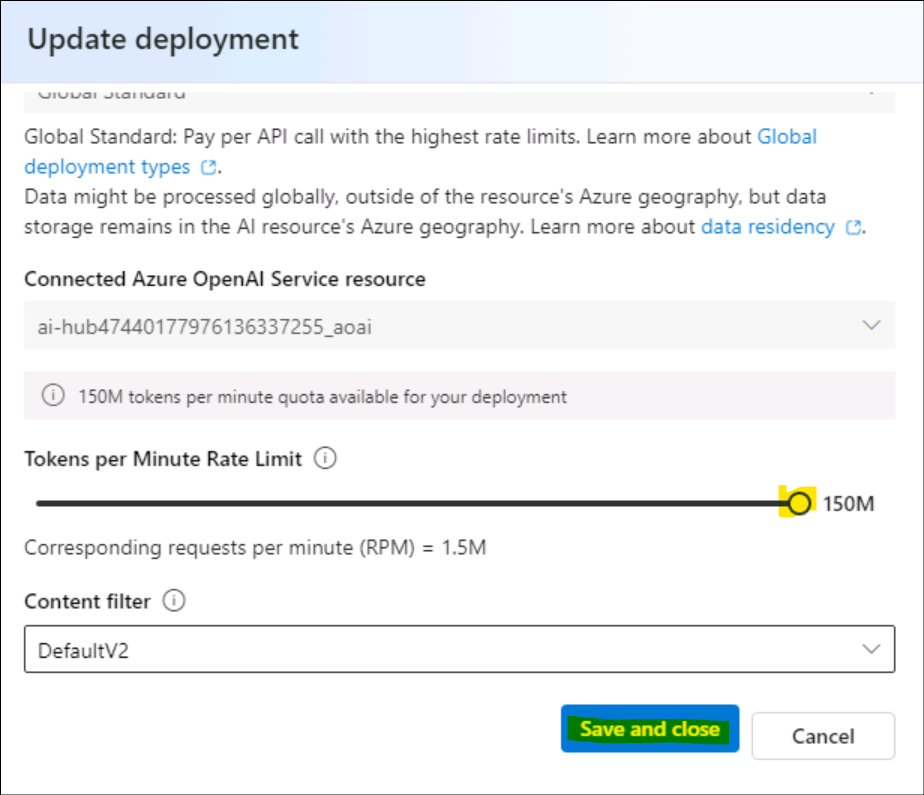 Update deployment
Global Standard
Global Standard: Pay per API call with the highest rate limits. Learn more about Global
deployment types.
Data might be processed globally, outside of the resource's Azure geography, but data
storage remains in the AI resource's Azure geography. Learn more about data residency.
Connected Azure OpenAI Service resource
ai-hub47440177976136337255_aoai
150M tokens per minute quota available for your deployment
Tokens per Minute Rate Limit
150M
Corresponding requests per minute (RPM) = 1.5M
Content filter
DefaultV2
Save and close
Cancel